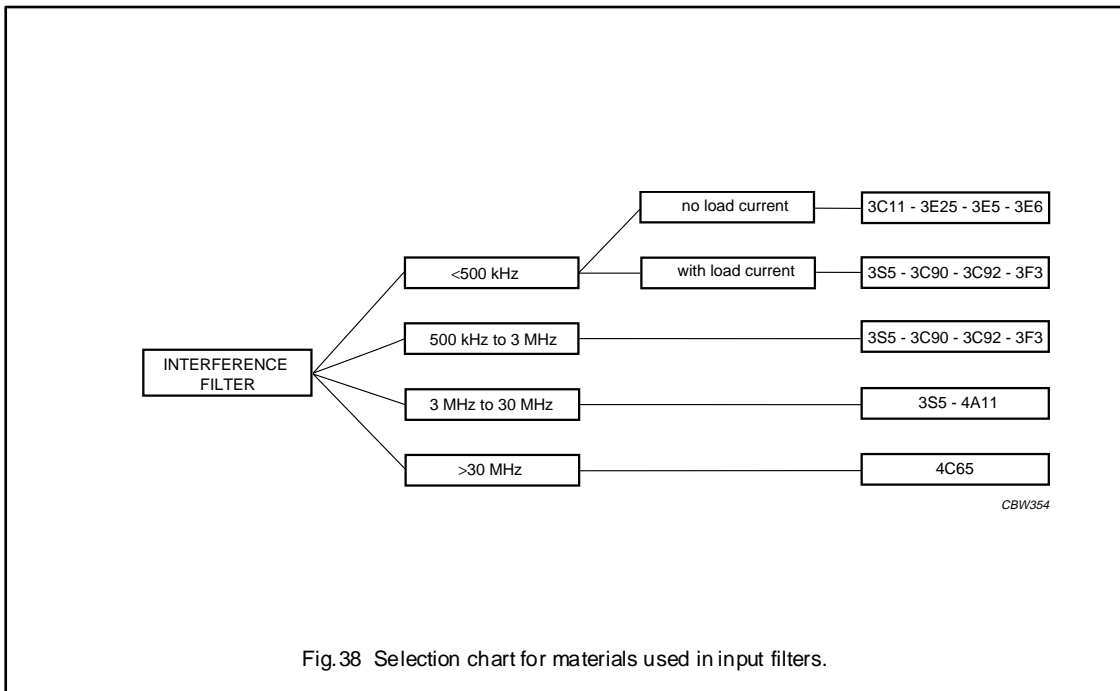 no load current
3C11 - 3E25 - 3E5 - 3E6
<500 kHz
with load current
3S5 - 3C90 - 3C92 - 3F3
500 kHz to 3 MHz
3S5 - 3C90 - 3C92 - 3F3
INTERFERENCE
FILTER
3 MHz to 30 MHz
3S5 - 4A11
>30 MHz
4C65
CBW354
Fig.38 Selection chart for materials used in input filters.